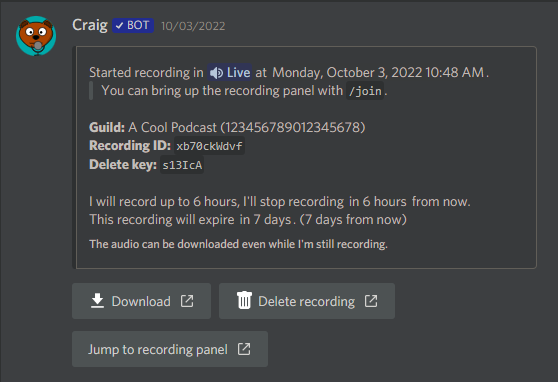 Craig ✓ BOT 10/03/2022
Started recording in Live at Monday, October 3, 2022 10:48 AM.
You can bring up the recording panel with /join.
Guild: A Cool Podcast (123456789012345678)
Recording ID: xb70ckWdvf
Delete key: s13IcA
I will record up to 6 hours, I'll stop recording in 6 hours from now.
This recording will expire in 7 days. (7 days from now)
The audio can be downloaded even while I'm still recording.
Download
Delete recording
Jump to recording panel